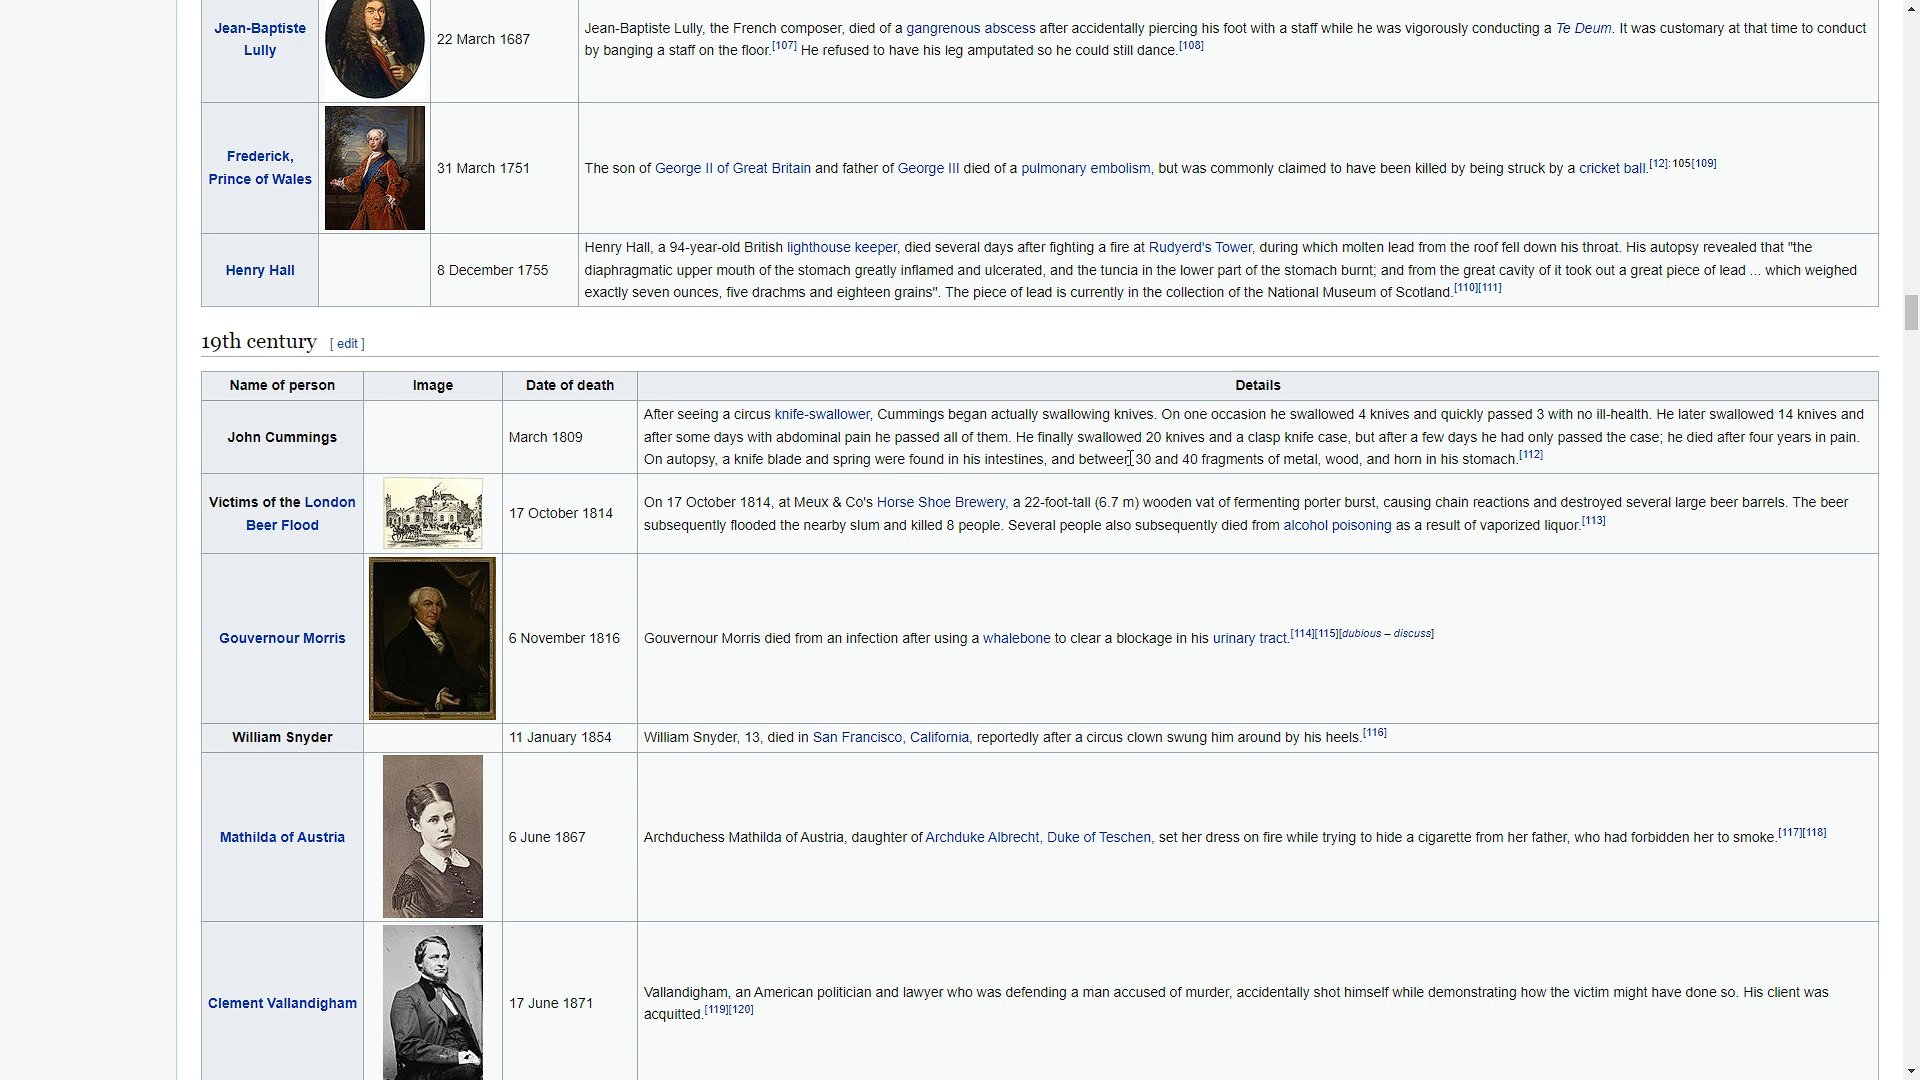 Jean-Baptiste
Lully
22 March 1687
Jean-Baptiste Lully, the French composer, died of a gangrenous abscess after accidentally piercing his foot with a staff while he was vigorously conducting a Te Deum. It was customary at that time to conduct
by banging a staff on the floor.[107] He refused to have his leg amputated so he could still dance.[108]
Frederick,
Prince of Wales
31 March 1751
The son of George II of Great Britain and father of George III died of a pulmonary embolism, but was commonly claimed to have been killed by being struck by a cricket ball.[12]:105[109]
Henry Hall
8 December 1755
Henry Hall, a 94-year-old British lighthouse keeper, died several days after fighting a fire at Rudyerd's Tower, during which molten lead from the roof fell down his throat. His autopsy revealed that "the
diaphragmatic upper mouth of the stomach greatly inflamed and ulcerated, and the tuncia in the lower part of the stomach burnt; and from the great cavity of it took out a great piece of lead ... which weighed
exactly seven ounces, five drachms and eighteen grains". The piece of lead is currently in the collection of the National Museum of Scotland.[110][111]
19th century [ edit ]
Name of person Image Date of death Details
John Cummings
March 1809
After seeing a circus knife-swallower, Cummings began actually swallowing knives. On one occasion he swallowed 4 knives and quickly passed 3 with no ill-health. He later swallowed 14 knives and
after some days with abdominal pain he passed all of them. He finally swallowed 20 knives and a clasp knife case, but after a few days he had only passed the case; he died after four years in pain.
On autopsy, a knife blade and spring were found in his intestines, and between 30 and 40 fragments of metal, wood, and horn in his stomach.[112]
Victims of the London
Beer Flood
17 October 1814
On 17 October 1814, at Meux & Co's Horse Shoe Brewery, a 22-foot-tall (6.7 m) wooden vat of fermenting porter burst, causing chain reactions and destroyed several large beer barrels. The beer
subsequently flooded the nearby slum and killed 8 people. Several people also subsequently died from alcohol poisoning as a result of vaporized liquor.[113]
Gouvernour Morris
6 November 1816
Gouvernour Morris died from an infection after using a whalebone to clear a blockage in his urinary tract.[114][115][dubious – discuss]
William Snyder
11 January 1854
William Snyder, 13, died in San Francisco, California, reportedly after a circus clown swung him around by his heels.[116]
Mathilda of Austria
6 June 1867
Archduchess Mathilda of Austria, daughter of Archduke Albrecht, Duke of Teschen, set her dress on fire while trying to hide a cigarette from her father, who had forbidden her to smoke.[117][118]
Clement Vallandigham
17 June 1871
Vallandigham, an American politician and lawyer who was defending a man accused of murder, accidentally shot himself while demonstrating how the victim might have done so. His client was
acquitted.[119][120]